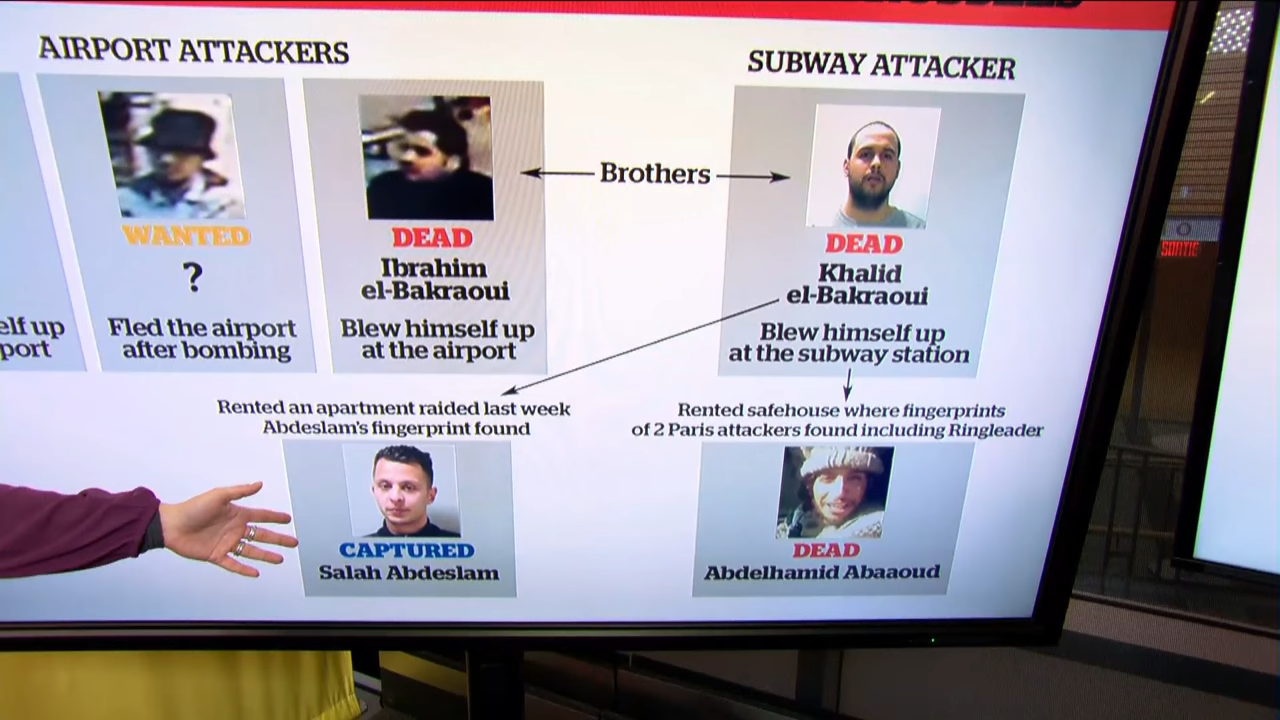 AIRPORT ATTACKERS
SUBWAY ATTACKER
Brothers
WANTED
?
Fled the airport
after bombing
DEAD
Ibrahim
el-Bakraoui
Blew himself up
at the airport
DEAD
Khalid
el-Bakraoui
Blew himself up
at the subway station
elf up
port
Rented an apartment raided last week
Abdeslam's fingerprint found
Rented safehouse where fingerprints
of 2 Paris attackers found including Ringleader
CAPTURED
Salah Abdeslam
DEAD
Abdelhamid Abaaoud
SORTIE